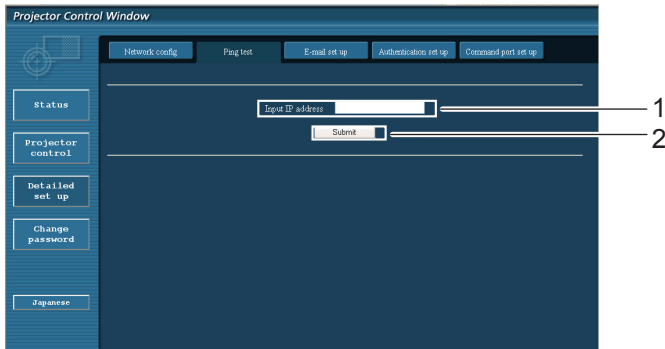 Projector Control Window
Network config
Ping test
E-mail set up
Authentication set up
Command port set up
Status
Projector
control
Detailed
set up
Change
password
Japanese
Input IP address
1
Submit
2